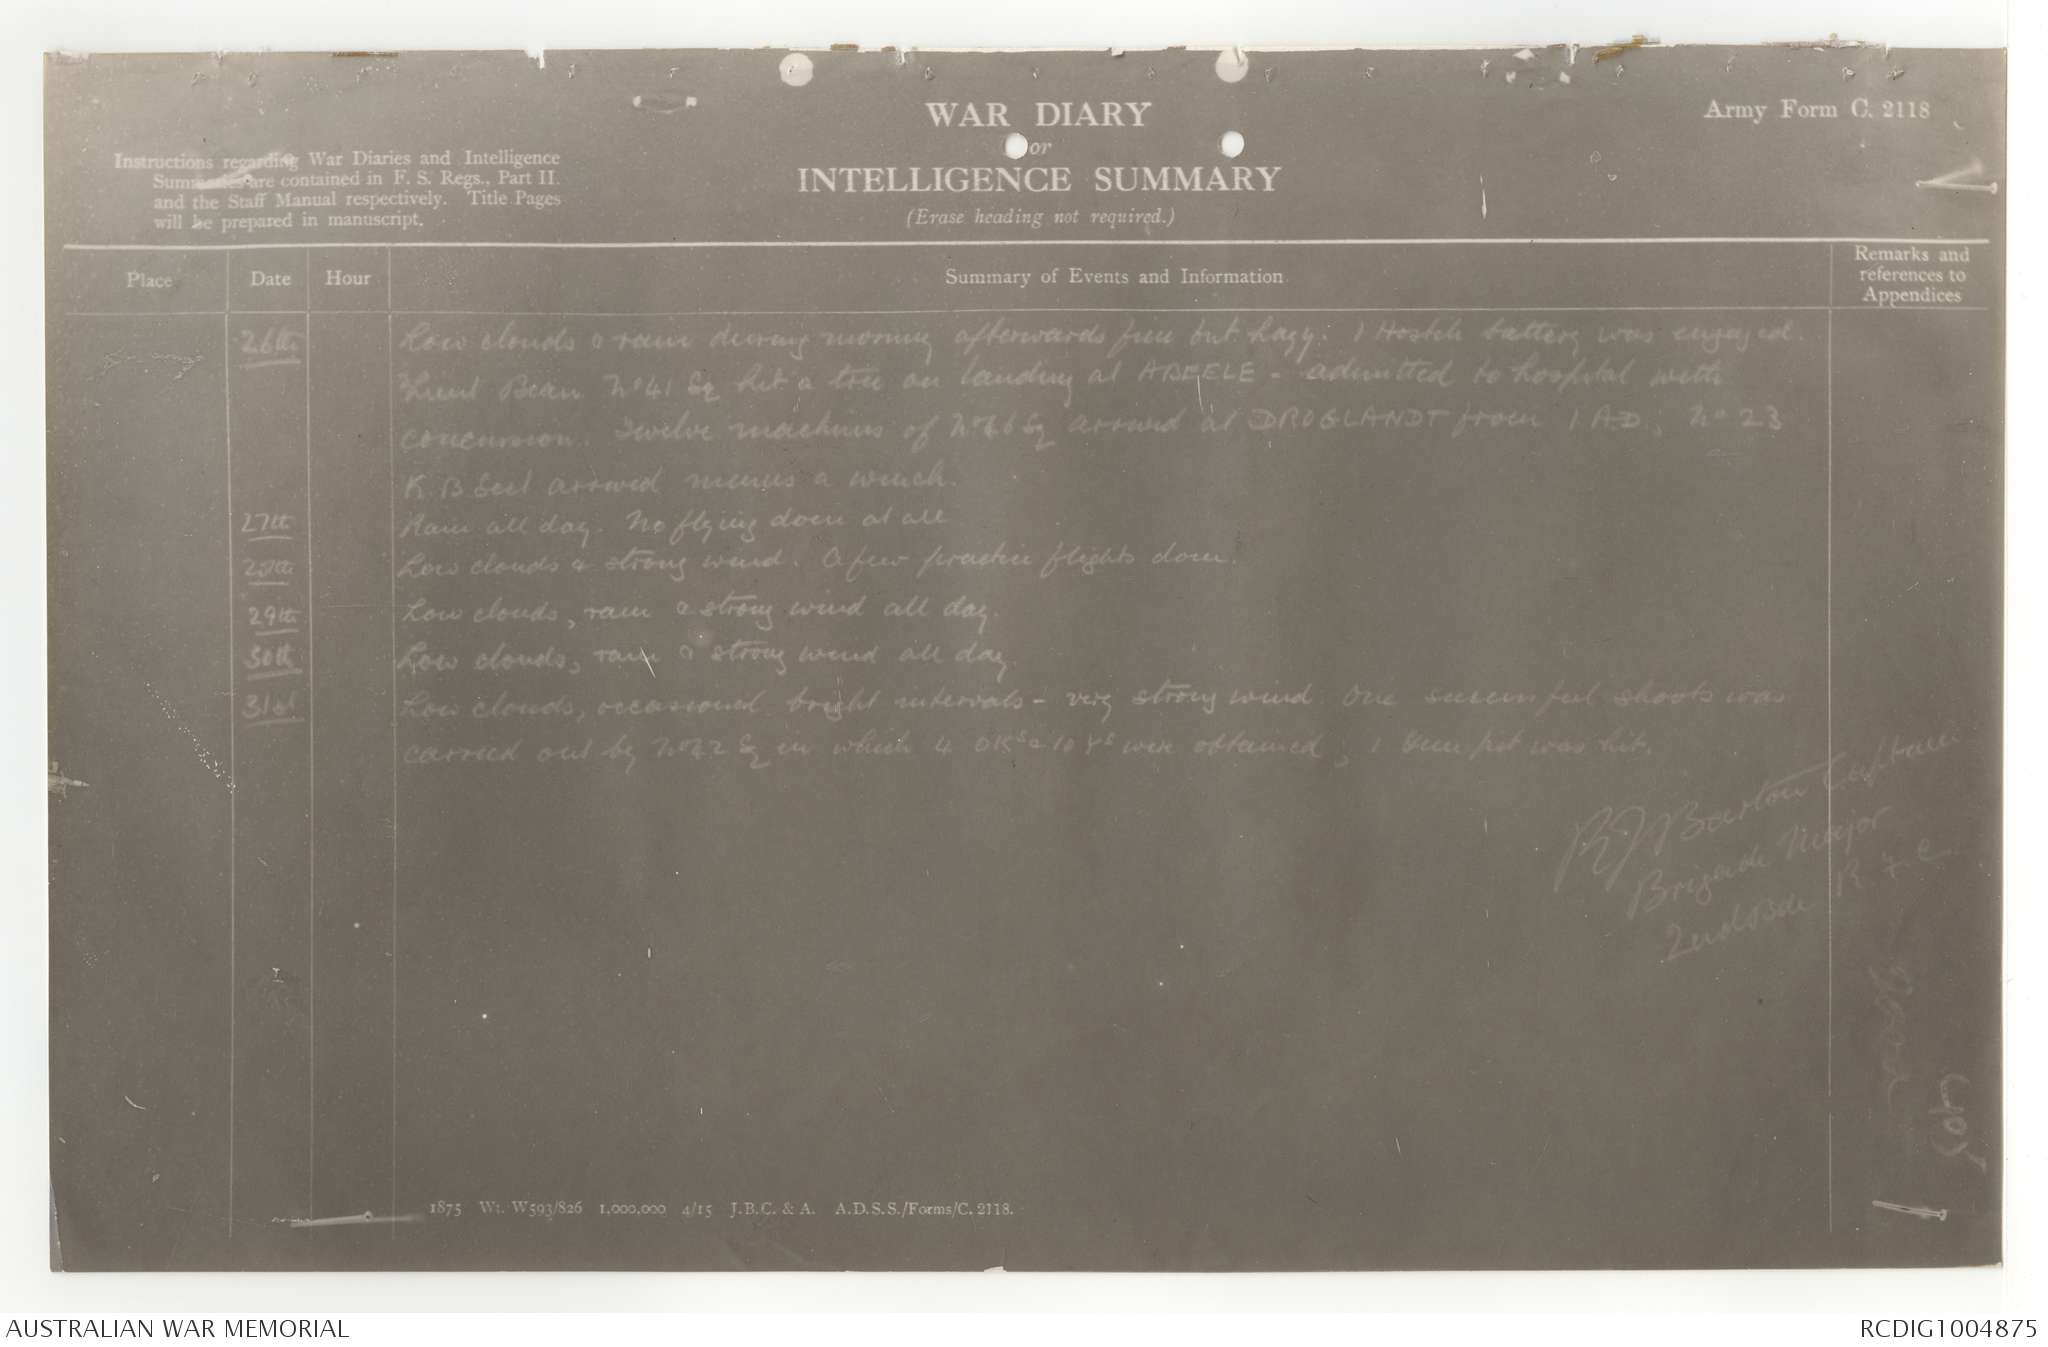 WAR DIARY
or
INTELLIGENCE SUMMARY
(Erase heading not required.)
Army Form C. 2118
Instructions regarding War Diaries and Intelligence
Summaries are contained in F. S. Regs., Part II.
and the Staff Manual respectively. Title Pages
will be prepared in manuscript.
Place
Date
Hour
Summary of Events and Information
Remarks and
references to
Appendices
26th Low clouds & rain during morning afterwards fine but hazy. 1 Hostile battery was engaged.
Lieut Bean No 41 Sq hit a tree on landing at ABEELE - admitted to hospital with
concussion. Twelve machines of No 46 Sq arrived at DROGLANDT from 1 A.D., No 23
K.B. Sect arrived minus a winch.
27th Rain all day. No flying done at all
28th Low clouds & strong wind. A few practice flights done.
29th Low clouds, rain & strong wind all day.
30th Low clouds, rain & strong wind all day.
31st Low clouds, occasional bright intervals - very strong wind. One successful shoots was
carried out by No 42 Sq in which 4 OKs & 10 Ys were obtained, 1 Gun pit was hit.
Barton Captain
Brigade Major
2nd Bde R.F.C.
1875 Wt. W593/826 1,000,000 4/15 J.B.C. & A. A.D.S.S./Forms/C. 2118.
AUSTRALIAN WAR MEMORIAL
RCDIG1004875